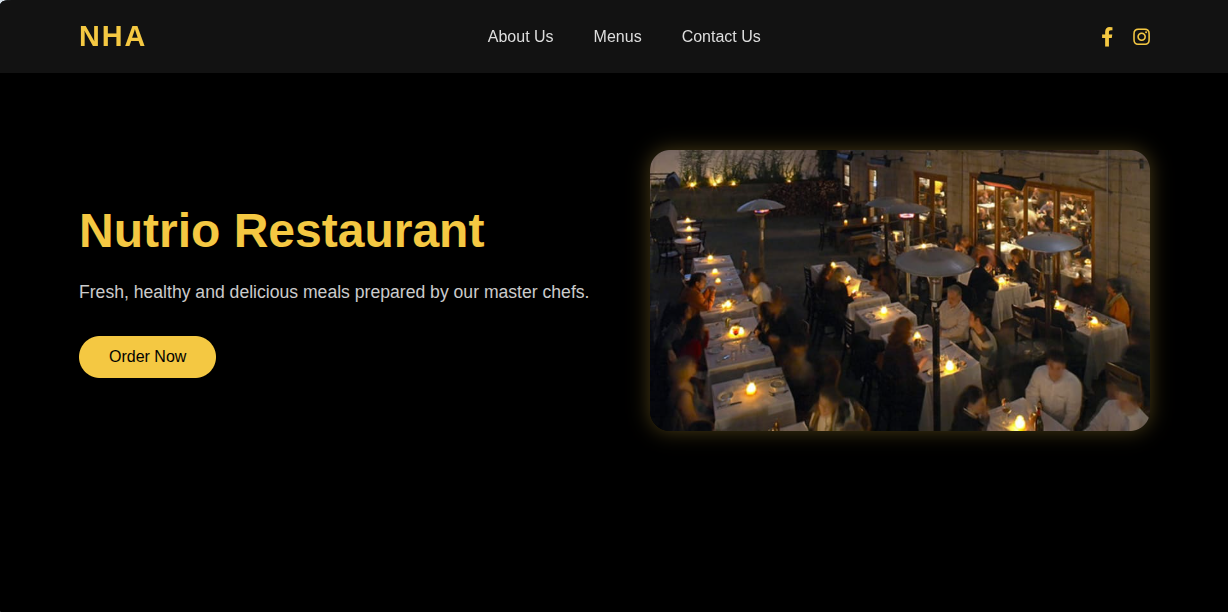 NHA
About Us Menus Contact Us
Nutrio Restaurant
Fresh, healthy and delicious meals prepared by our master chefs.
Order Now